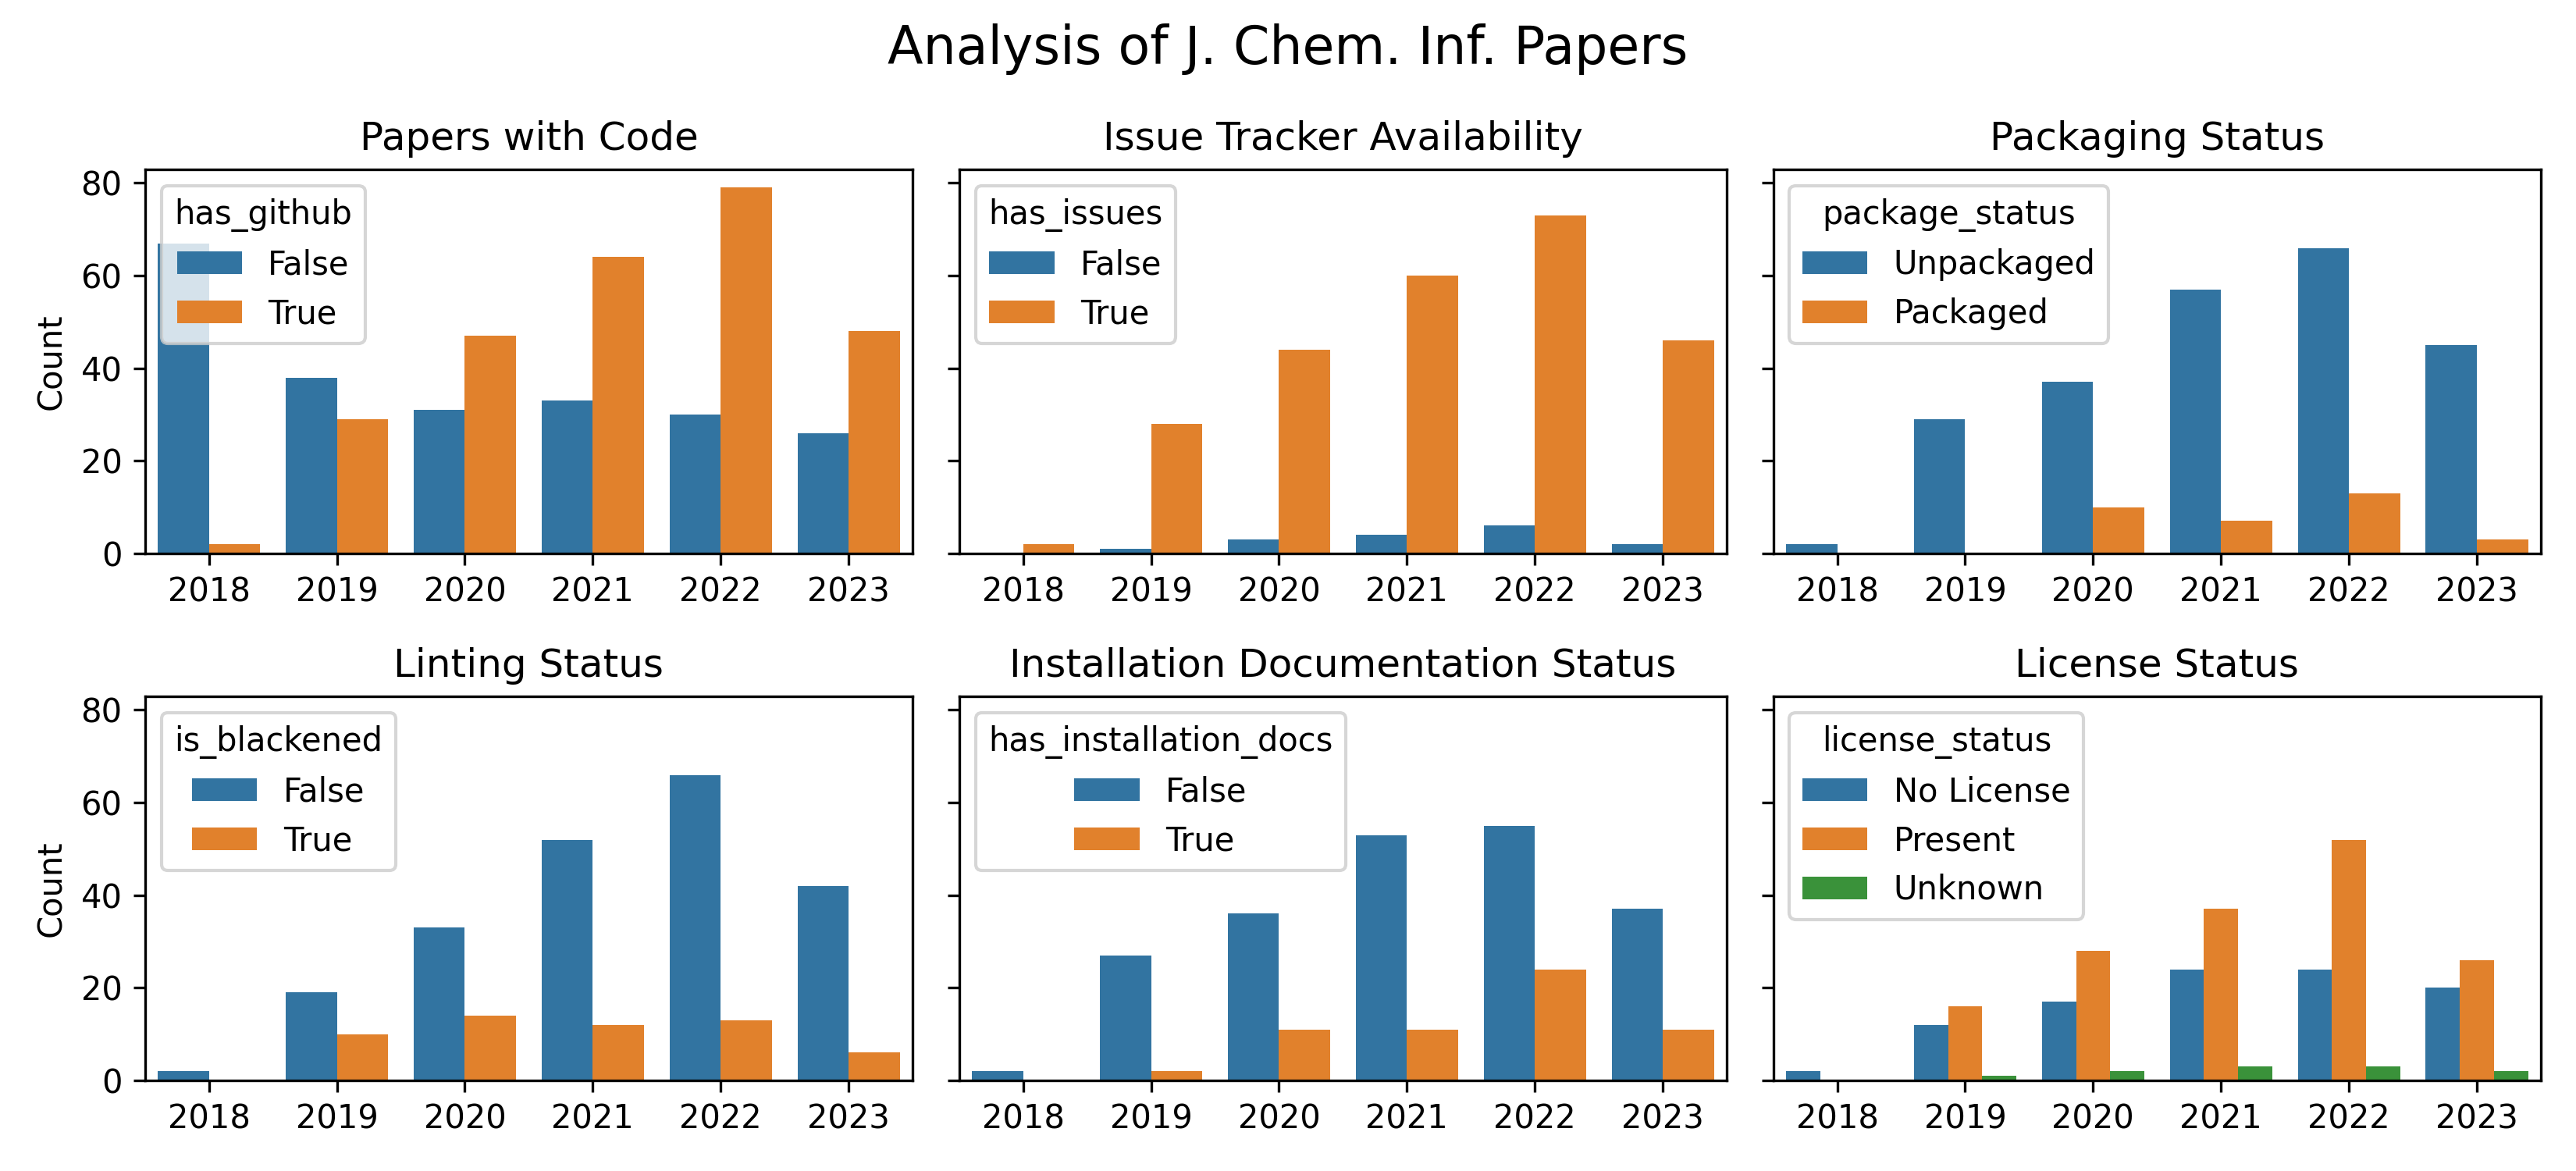 Analysis of J. Chem. Inf. Papers
Papers with Code
Issue Tracker Availability
Packaging Status
80
60
40
20
0
Count
has_github
False
True
2018 2019 2020 2021 2022 2023
has_issues
False
True
2018 2019 2020 2021 2022 2023
package_status
Unpackaged
Packaged
2018 2019 2020 2021 2022 2023
Linting Status
Installation Documentation Status
License Status
80
60
40
20
0
Count
is_blackened
False
True
2018 2019 2020 2021 2022 2023
has_installation_docs
False
True
2018 2019 2020 2021 2022 2023
license_status
No License
Present
Unknown
2018 2019 2020 2021 2022 2023